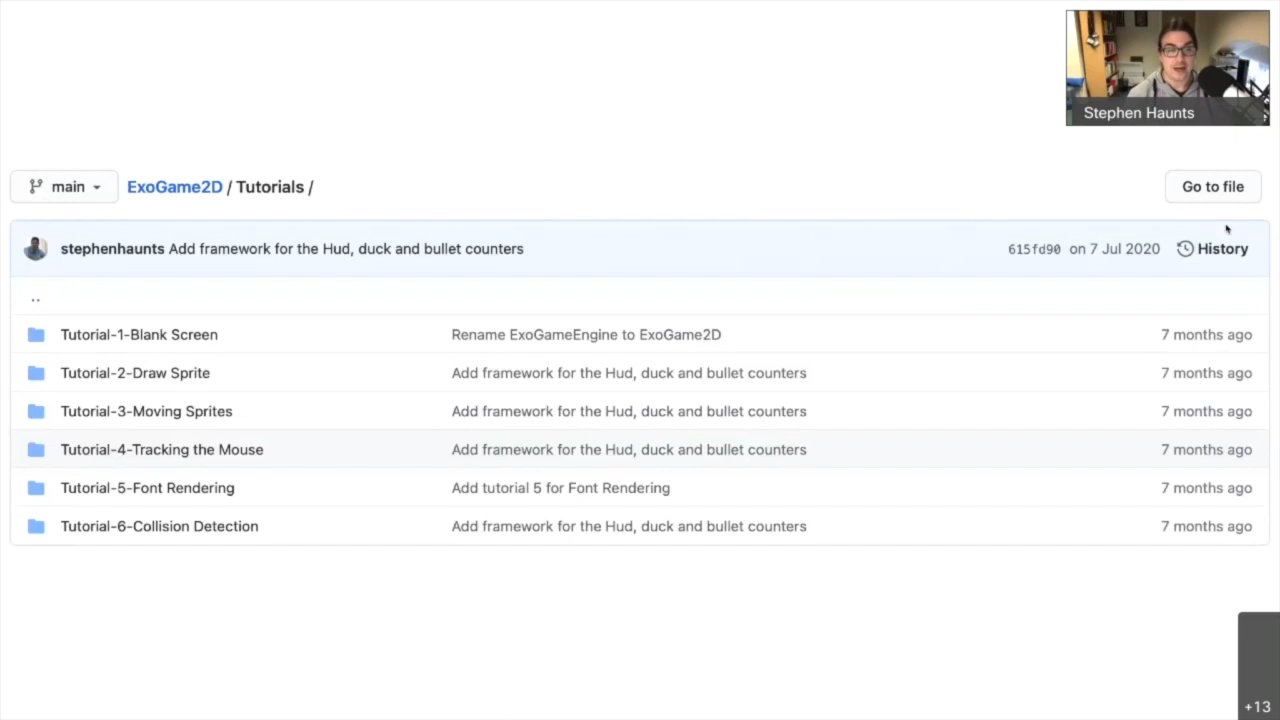 Stephen Haunts
main
ExoGame2D / Tutorials /
Go to file
stephenhaunts Add framework for the Hud, duck and bullet counters
615fd90 on 7 Jul 2020
History
..
Tutorial-1-Blank Screen Rename ExoGameEngine to ExoGame2D 7 months ago
Tutorial-2-Draw Sprite Add framework for the Hud, duck and bullet counters 7 months ago
Tutorial-3-Moving Sprites Add framework for the Hud, duck and bullet counters 7 months ago
Tutorial-4-Tracking the Mouse Add framework for the Hud, duck and bullet counters 7 months ago
Tutorial-5-Font Rendering Add tutorial 5 for Font Rendering 7 months ago
Tutorial-6-Collision Detection Add framework for the Hud, duck and bullet counters 7 months ago
+13